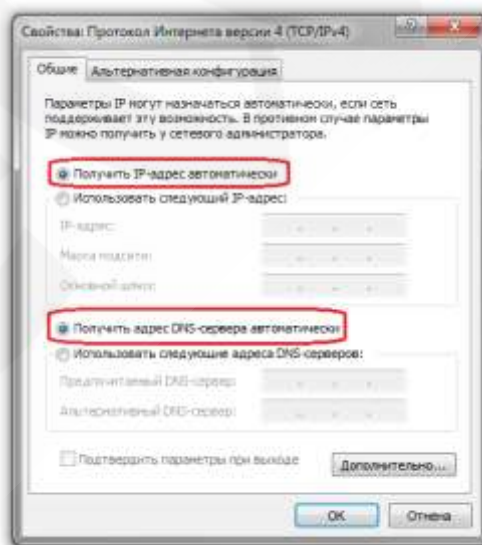 Свойства: Протокол Интернета версии 4 (TCP/IPv4)
Общие
Альтернативная конфигурация
Параметры IP могут назначаться автоматически, если сеть
поддерживает эту возможность. В противном случае параметры
IP можно получить у сетевого администратора.
Получить IP-адрес автоматически
Использовать следующий IP-адрес:
IP-адрес:
Маска подсети:
Основной шлюз:
Получить адрес DNS-сервера автоматически
Использовать следующие адреса DNS-серверов:
Предпочитаемый DNS-сервер:
Альтернативный DNS-сервер:
Подтвердить параметры при выходе
Дополнительно...
ОК
Отмена